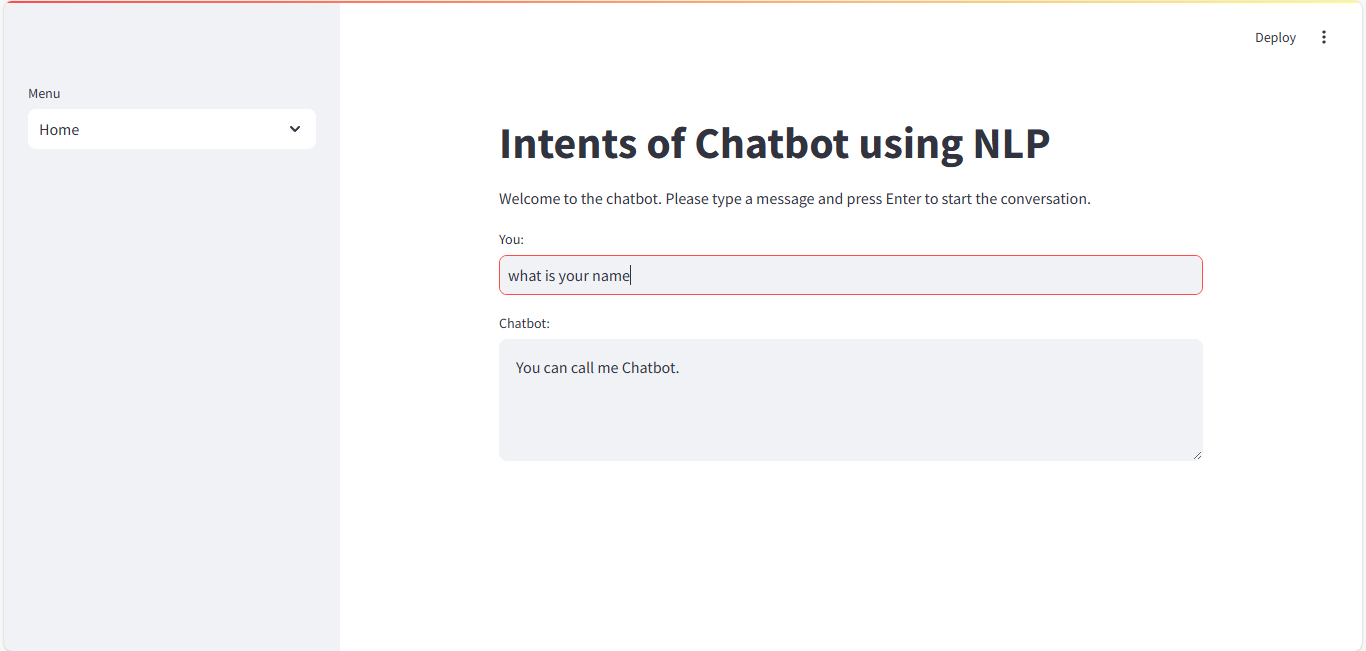 Deploy
Menu
Home
Intents of Chatbot using NLP
Welcome to the chatbot. Please type a message and press Enter to start the conversation.
You:
what is your name
Chatbot:
You can call me Chatbot.